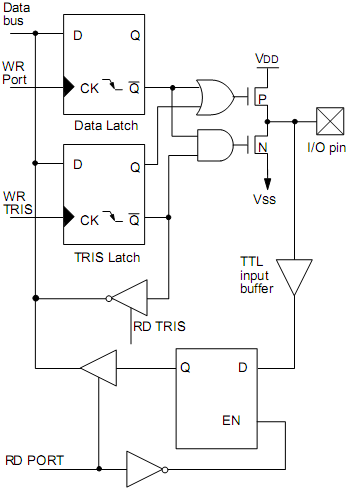 Data
bus
D
Q
VDD
WR
Port
CK
Q
P
Data Latch
N
I/O pin
D
Q
WR
TRIS
CK
Q
VSS
TRIS Latch
TTL
input
buffer
RD TRIS
Q
D
EN
RD PORT